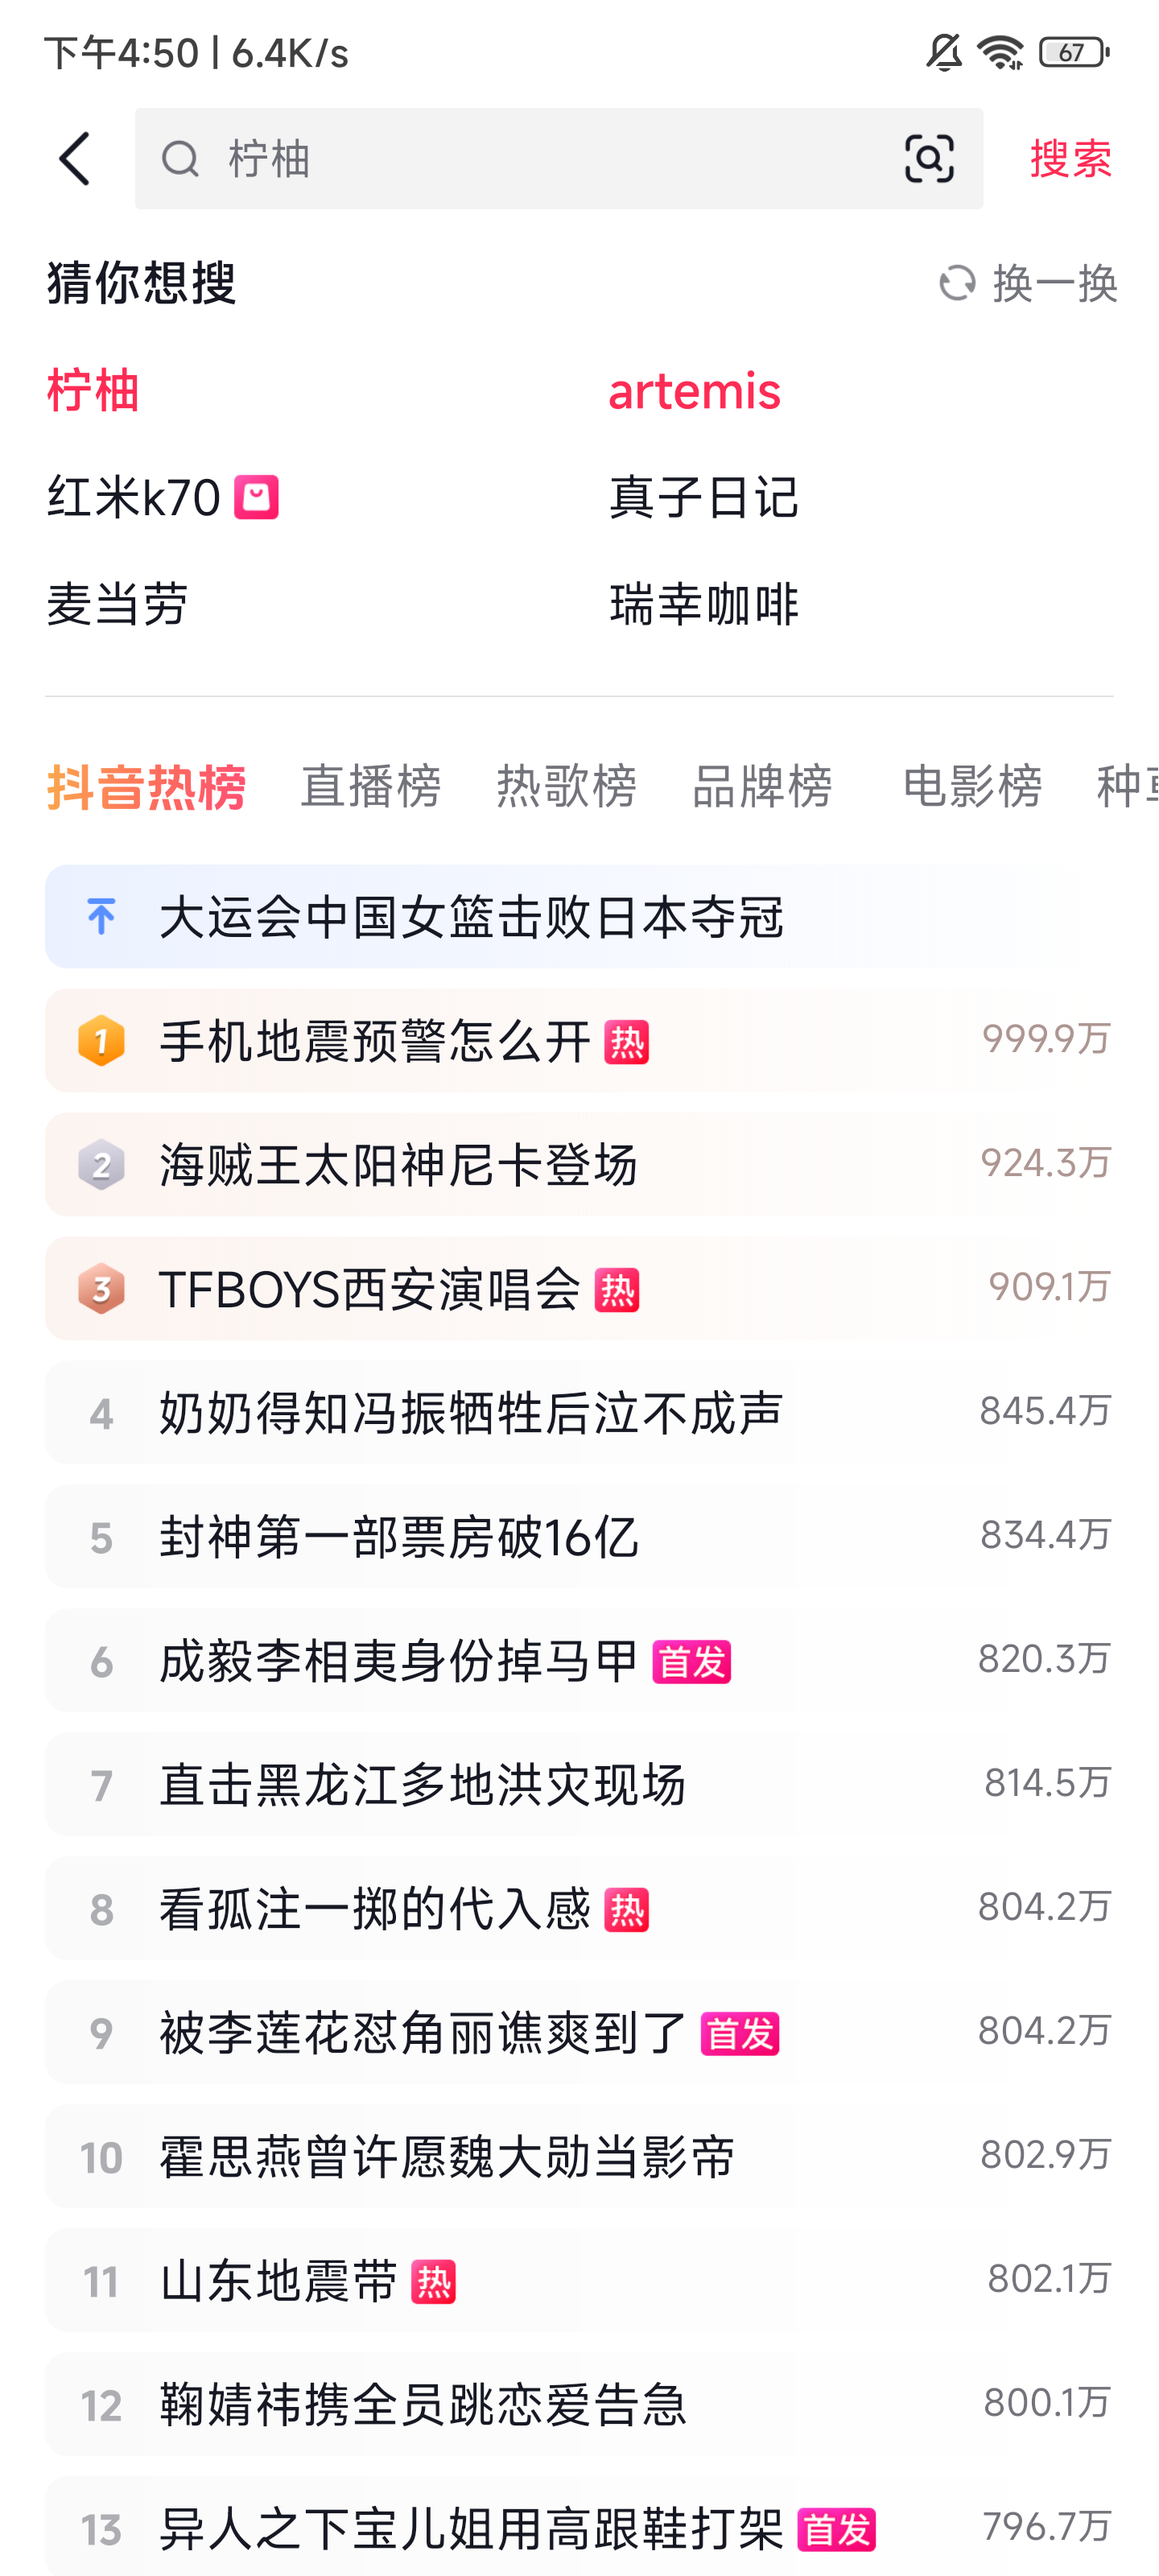 下午4:50 | 6.4K/s 67
柠柚 搜索
猜你想搜 换一换
柠柚 artemis
红米k70 真子日记
麦当劳 瑞幸咖啡
抖音热榜 直播榜 热歌榜 品牌榜 电影榜 种
大运会中国女篮击败日本夺冠
1 手机地震预警怎么开 热 999.9万
2 海贼王太阳神尼卡登场 924.3万
3 TFBOYS西安演唱会 热 909.1万
4 奶奶得知冯振牺牲后泣不成声 845.4万
5 封神第一部票房破16亿 834.4万
6 成毅李相夷身份掉马甲 首发 820.3万
7 直击黑龙江多地洪灾现场 814.5万
8 看孤注一掷的代入感 热 804.2万
9 被李莲花怼角丽谯爽到了 首发 804.2万
10 霍思燕曾许愿魏大勋当影帝 802.9万
11 山东地震带 热 802.1万
12 鞠婧祎携全员跳恋爱告急 800.1万
13 异人之下宝儿姐用高跟鞋打架 首发 796.7万